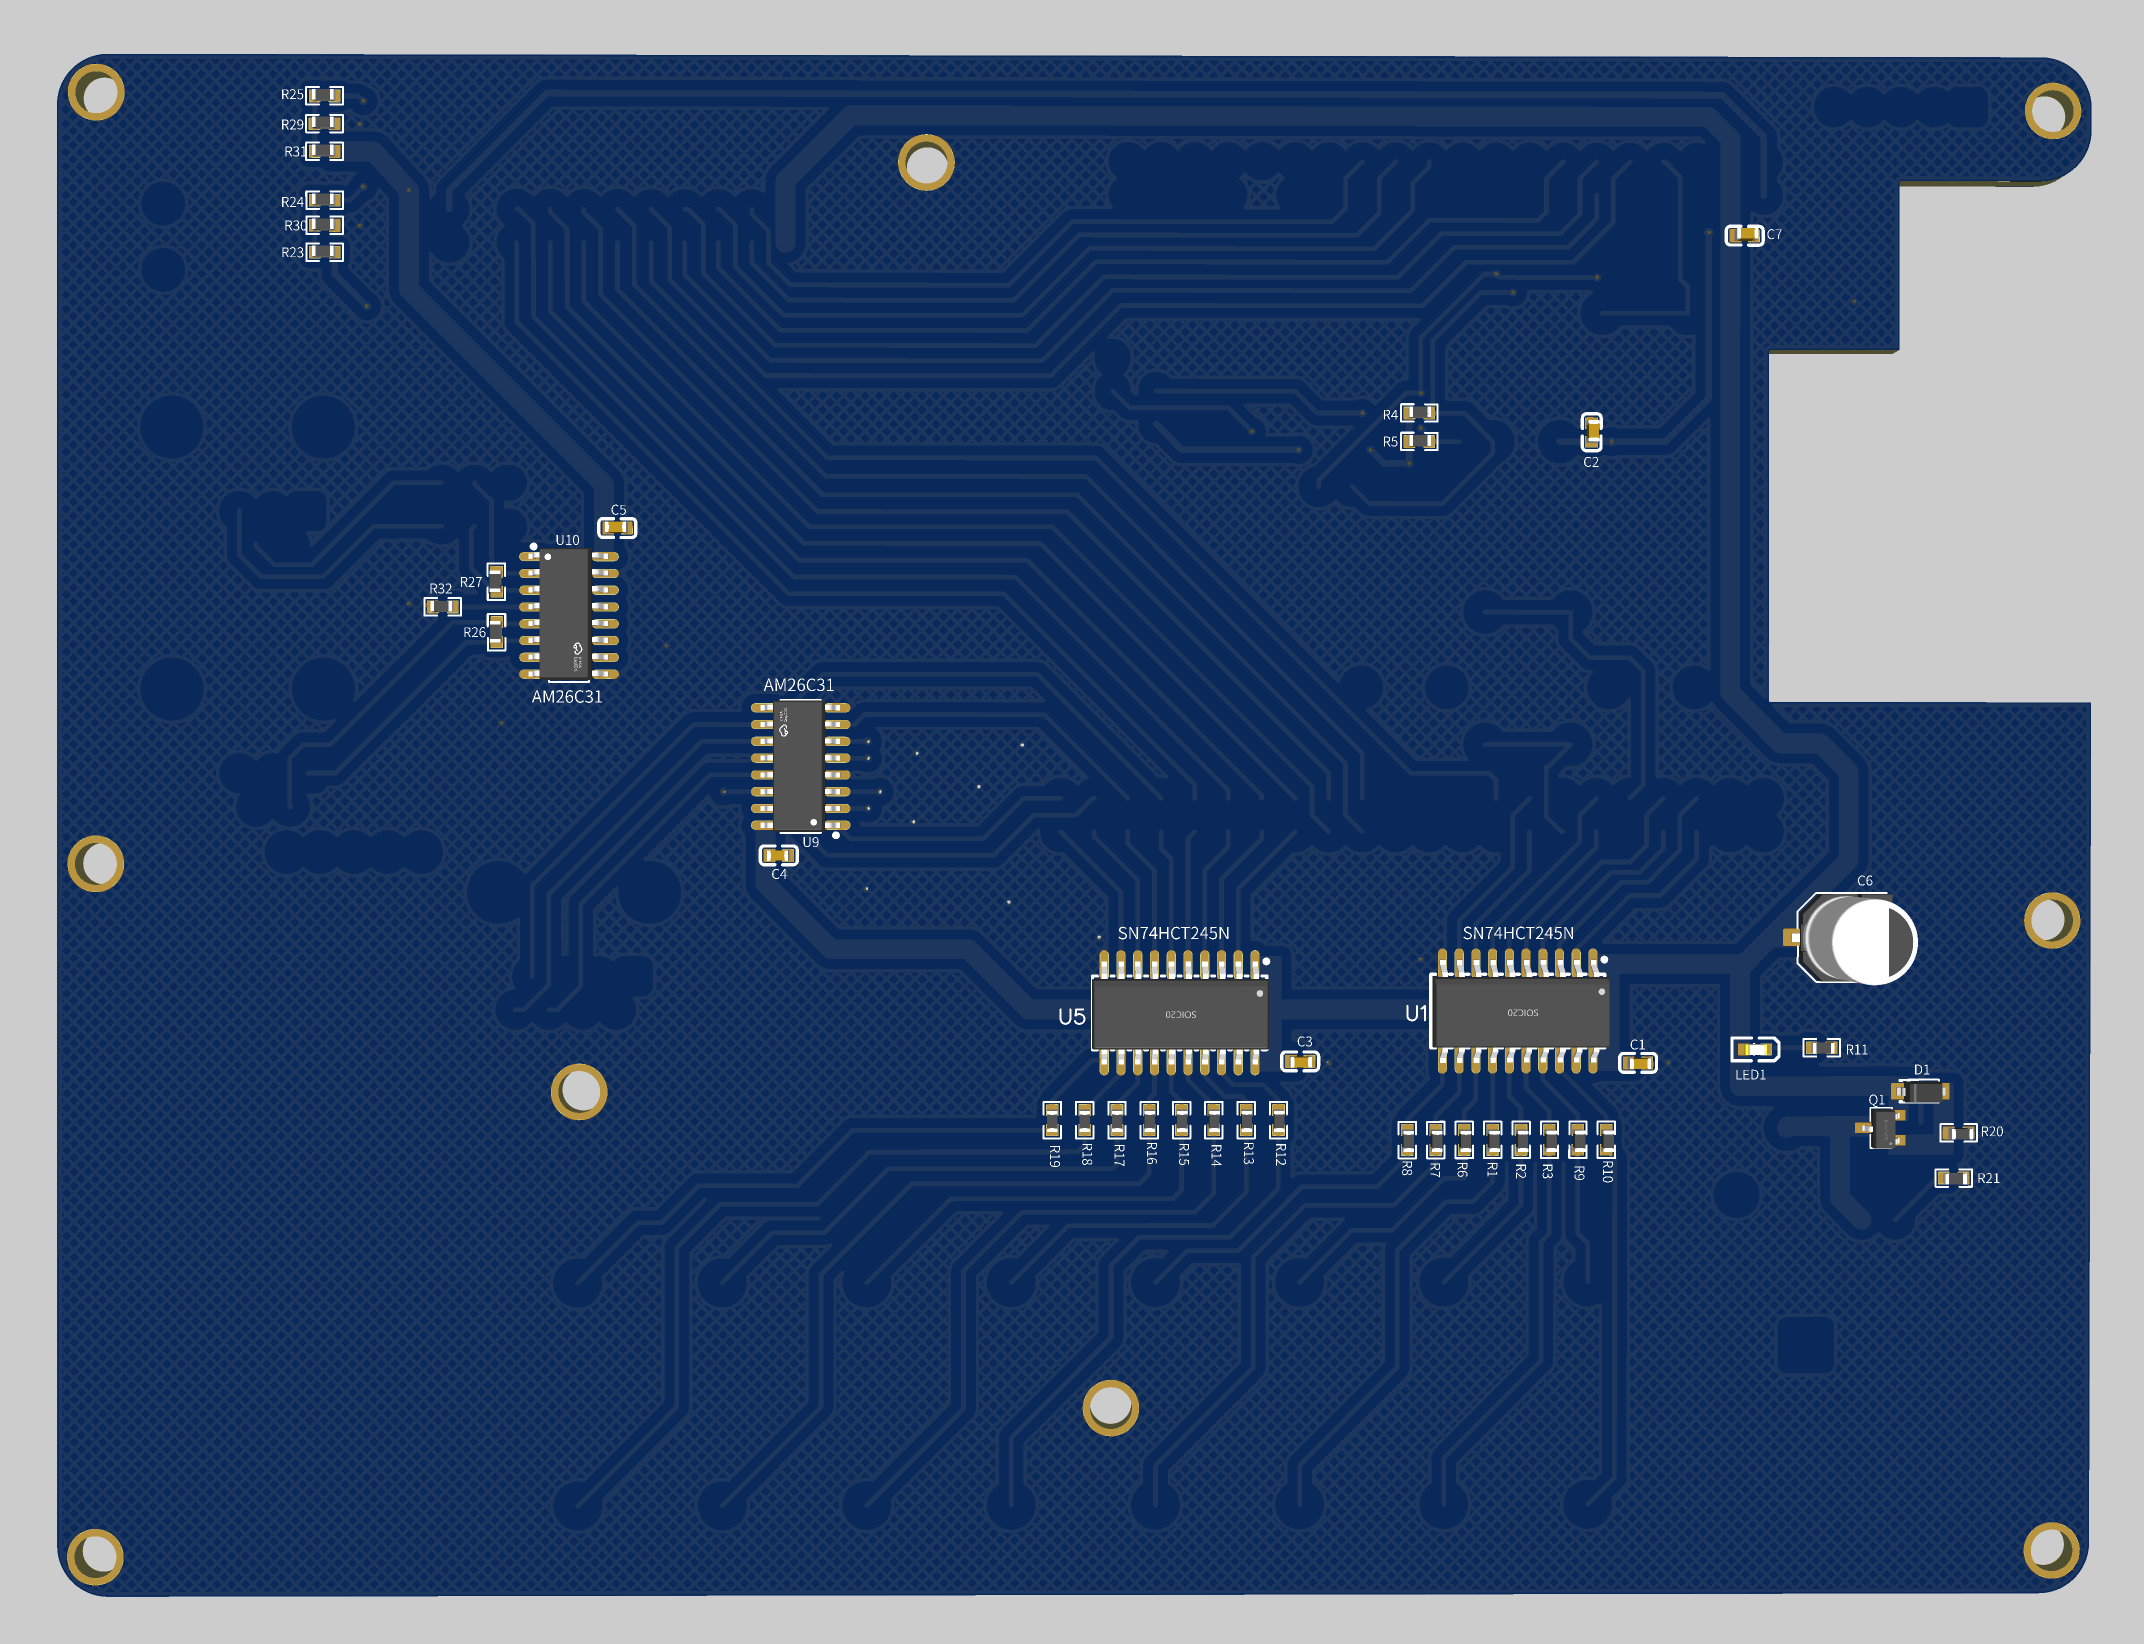 R25
R29
R31
R24
R30
R23
C7
R4
R5
C2
C5
U10
R27
R32
R26
AM26C31
AM26C31
U9
C4
C6
SN74HCT245N
SN74HCT245N
SOIC20
SOIC20
U5
U1
C3
C1
R11
LED1
D1
Q1
R20
R21
R19
R18
R17
R16
R15
R14
R13
R12
R8
R7
R6
R1
R2
R3
R9
R10